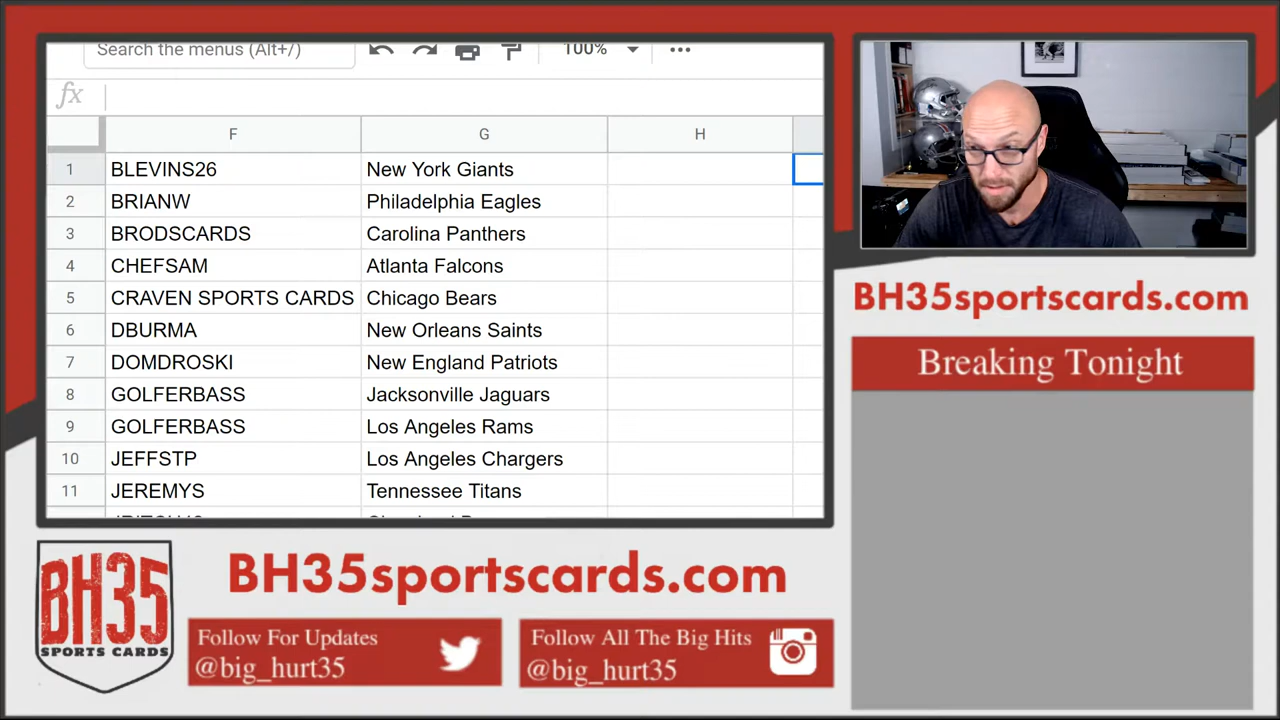 Search the menus (Alt+/)
100%
fx
F G H
1 BLEVINS26 New York Giants
2 BRIANW Philadelphia Eagles
3 BRODSCARDS Carolina Panthers
4 CHEFSAM Atlanta Falcons
5 CRAVEN SPORTS CARDS Chicago Bears
6 DBURMA New Orleans Saints
7 DOMDROSKI New England Patriots
8 GOLFERBASS Jacksonville Jaguars
9 GOLFERBASS Los Angeles Rams
10 JEFFSTP Los Angeles Chargers
11 JEREMYS Tennessee Titans
BH35sportscards.com
Breaking Tonight
BH35
SPORTS CARDS
BH35sportscards.com
Follow For Updates
@big_hurt35
Follow All The Big Hits
@big_hurt35